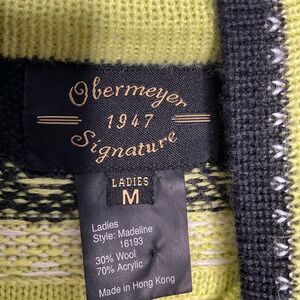 Obermeyer
1947
Signature
LADIES
M
Ladies
Style: Madeline
16193
30% Wool
70% Acrylic
Made in Hong Kong